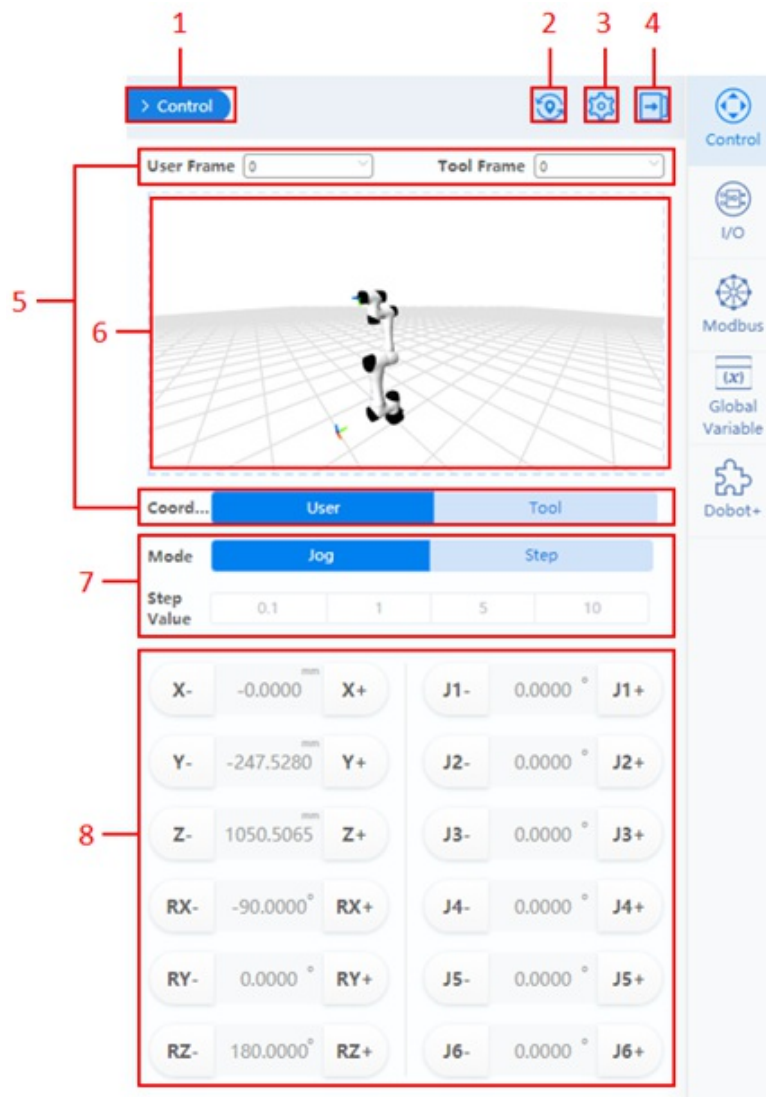 1 2 3 4
> Control
Control
User Frame 0 Tool Frame 0
I/O
5
6
Modbus
(x)
Global
Variable
Coord... User Tool
Dobot+
Mode Jog Step
7
Step
Value 0.1 1 5 10
X- -0.0000 mm X+ J1- 0.0000 ° J1+
Y- -247.5280 mm Y+ J2- 0.0000 ° J2+
8
Z- 1050.5065 mm Z+ J3- 0.0000 ° J3+
RX- -90.0000° RX+ J4- 0.0000 ° J4+
RY- 0.0000 ° RY+ J5- 0.0000 ° J5+
RZ- 180.0000° RZ+ J6- 0.0000 ° J6+